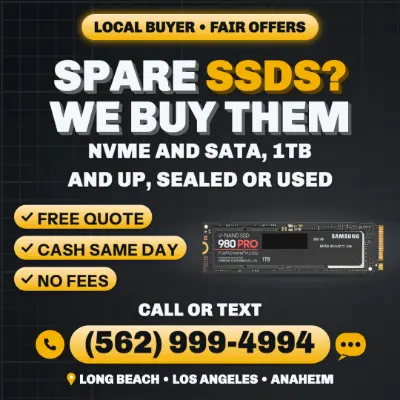 LOCAL BUYER • FAIR OFFERS
SPARE SSDS?
WE BUY THEM
NVME AND SATA, 1TB
AND UP, SEALED OR USED
FREE QUOTE
CASH SAME DAY
NO FEES
V-NAND SSD
980 PRO
1TB
SAMSUNG
CALL OR TEXT
(562) 999-4994
LONG BEACH • LOS ANGELES • ANAHEIM